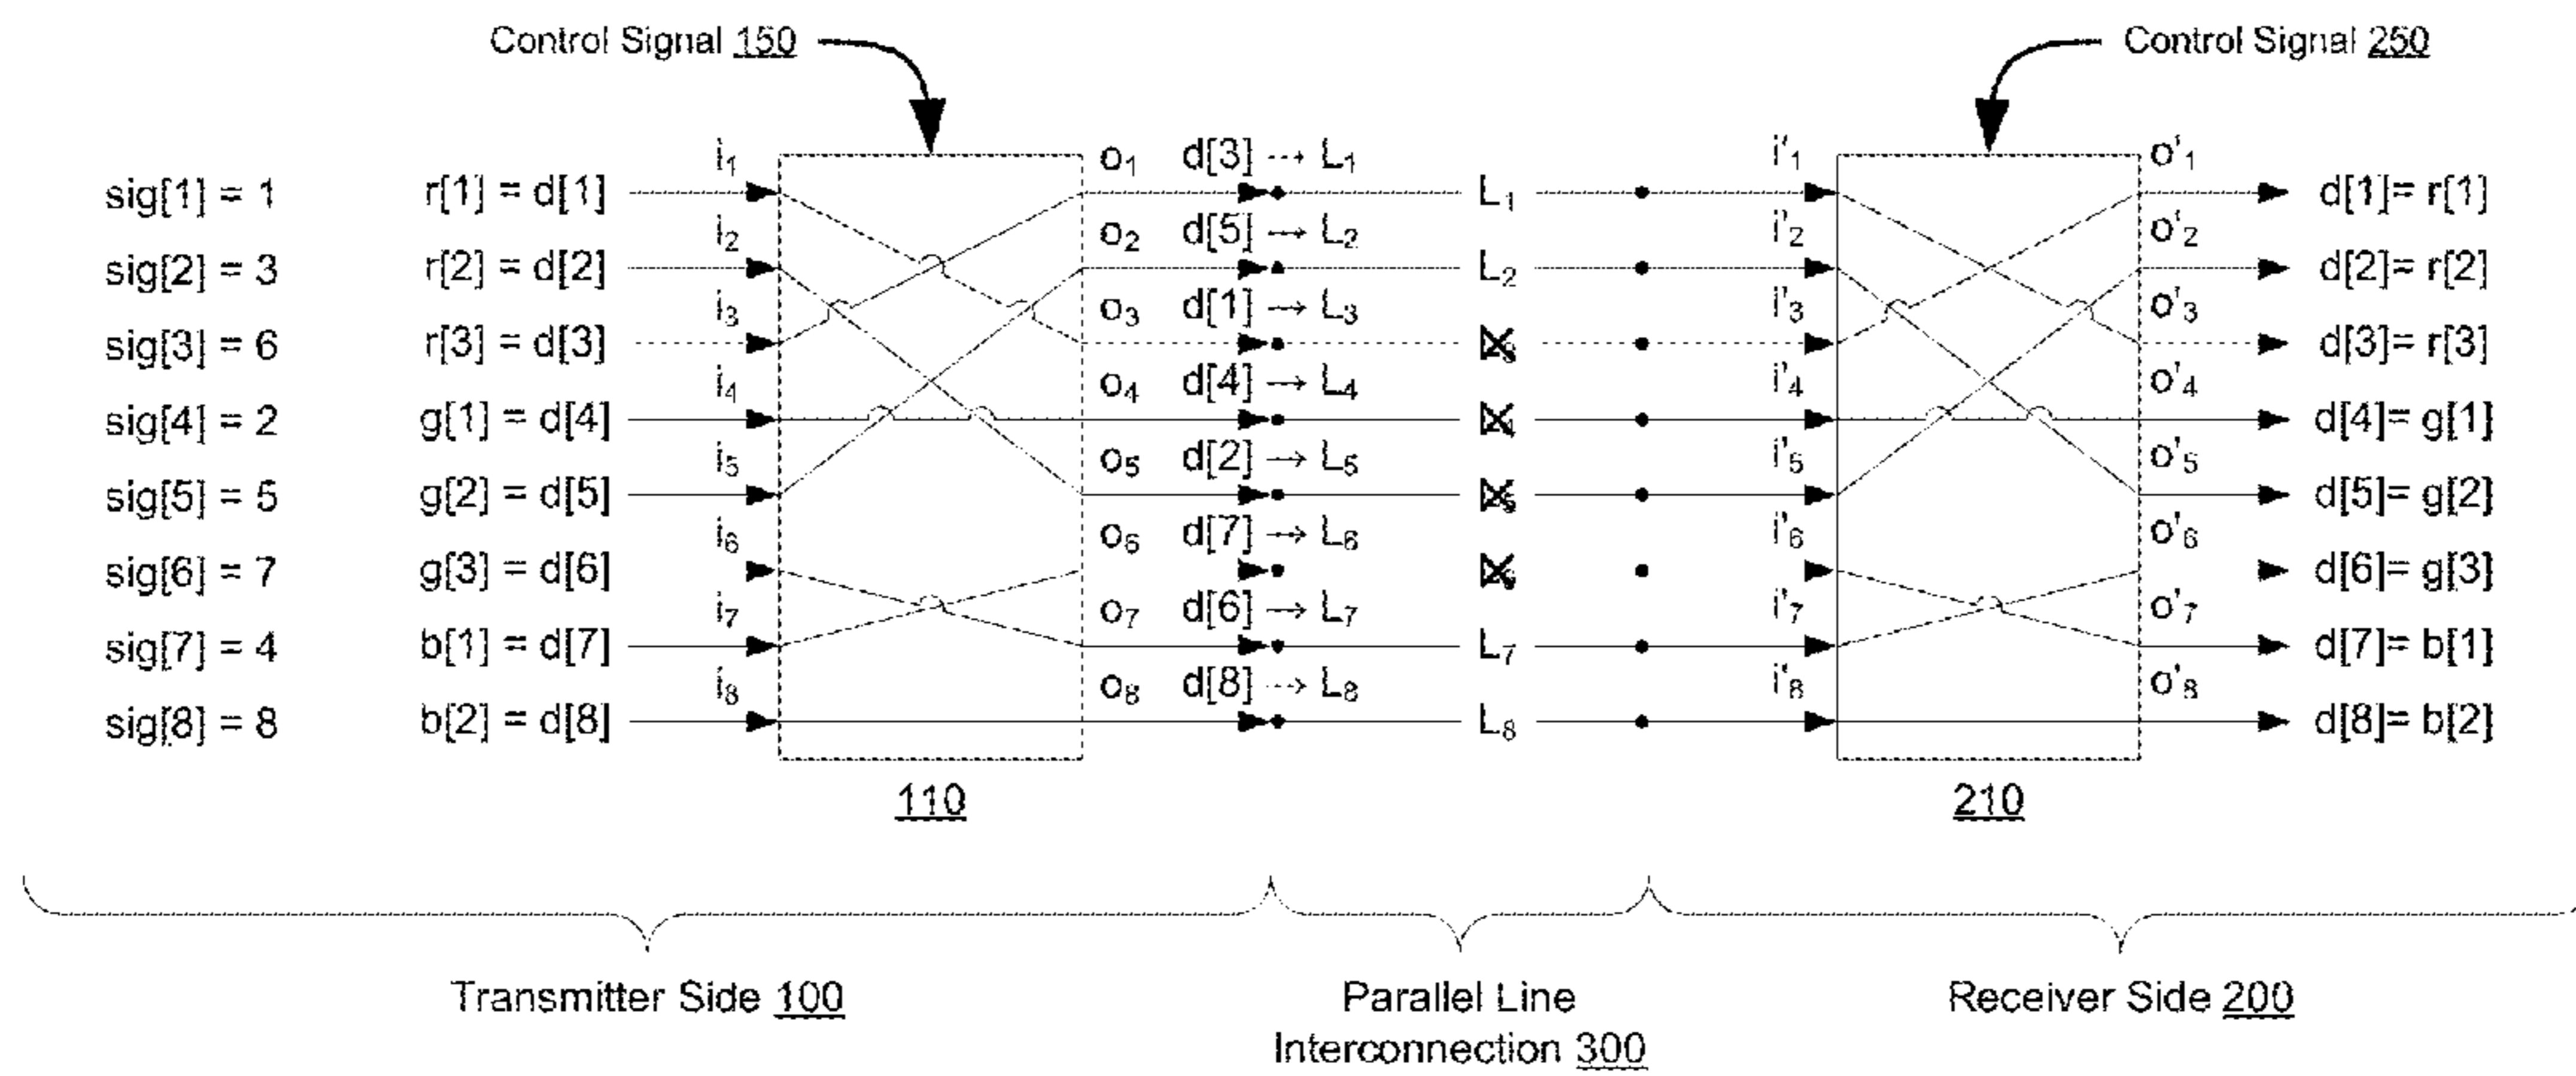 Control Signal 150
Control Signal 250
i1 o1 d[3] → L1 i'1 o'1
sig[1] = 1 r[1] = d[1] L1 d[1]= r[1]
i2 o2 d[5] → L2 i'2 o'2
sig[2] = 3 r[2] = d[2] L2 d[2]= r[2]
i3 o3 d[1] → L3 i'3 o'3
sig[3] = 6 r[3] = d[3] d[3]= r[3]
i4 o4 d[4] → L4 i'4 o'4
sig[4] = 2 g[1] = d[4] d[4]= g[1]
i5 o5 d[2] → L5 i'5 o'5
sig[5] = 5 g[2] = d[5] d[5]= g[2]
i6 o6 d[7] → L6 i'6 o'6
sig[6] = 7 g[3] = d[6] d[6]= g[3]
i7 o7 d[6] → L7 i'7 o'7
sig[7] = 4 b[1] = d[7] L7 d[7]= b[1]
i8 o8 d[8] → L8 i'8 o'8
sig[8] = 8 b[2] = d[8] L8 d[8]= b[2]
110
210
Transmitter Side 100
Parallel Line
Interconnection 300
Receiver Side 200